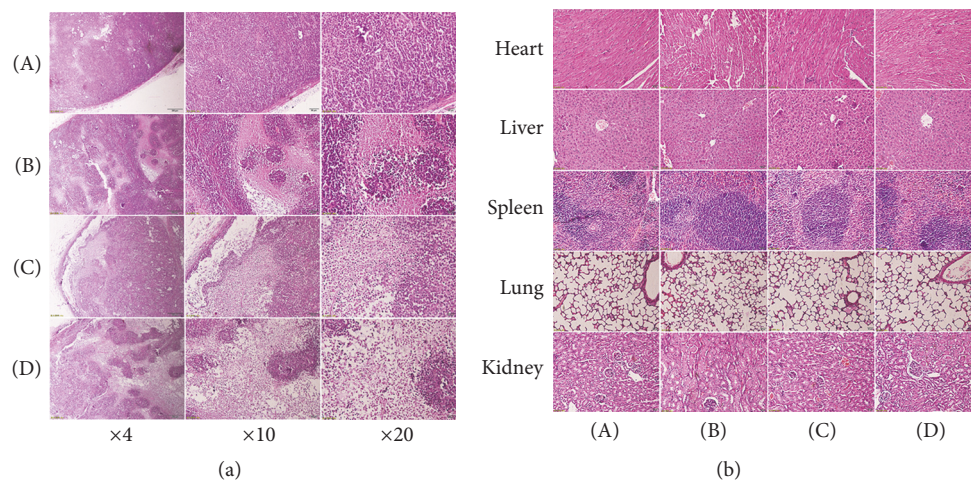 (A)
(B)
(C)
(D)
×4 ×10 ×20
(a)
Heart
Liver
Spleen
Lung
Kidney
(A) (B) (C) (D)
(b)